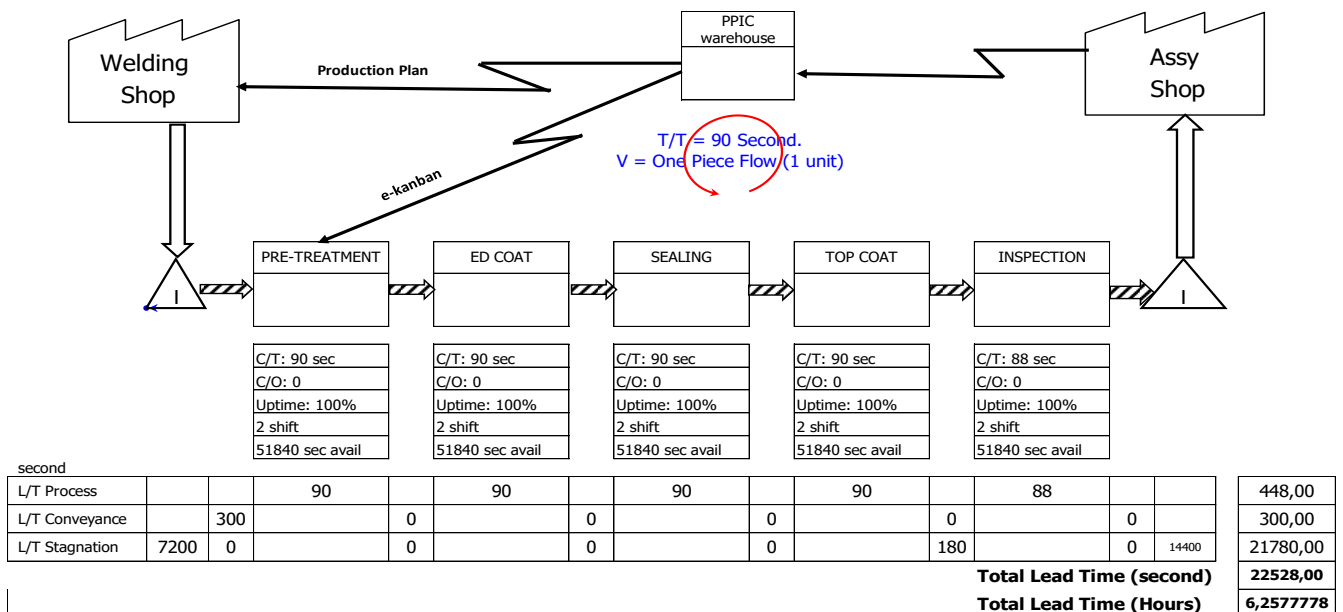 PPIC
warehouse
Welding
Shop
Production Plan
Assy
Shop
T/T = 90 Second.
V = One Piece Flow (1 unit)
e-kanban
PRE-TREATMENT
ED COAT
SEALING
TOP COAT
INSPECTION
I
I
C/T: 90 sec
C/O: 0
Uptime: 100%
2 shift
51840 sec avail
C/T: 90 sec
C/O: 0
Uptime: 100%
2 shift
51840 sec avail
C/T: 90 sec
C/O: 0
Uptime: 100%
2 shift
51840 sec avail
C/T: 90 sec
C/O: 0
Uptime: 100%
2 shift
51840 sec avail
C/T: 88 sec
C/O: 0
Uptime: 100%
2 shift
51840 sec avail
second
L/T Process 90 90 90 90 88 448,00
L/T Conveyance 300 0 0 0 0 0 300,00
L/T Stagnation 7200 0 0 0 0 180 0 14400 21780,00
Total Lead Time (second) 22528,00
Total Lead Time (Hours) 6,2577778